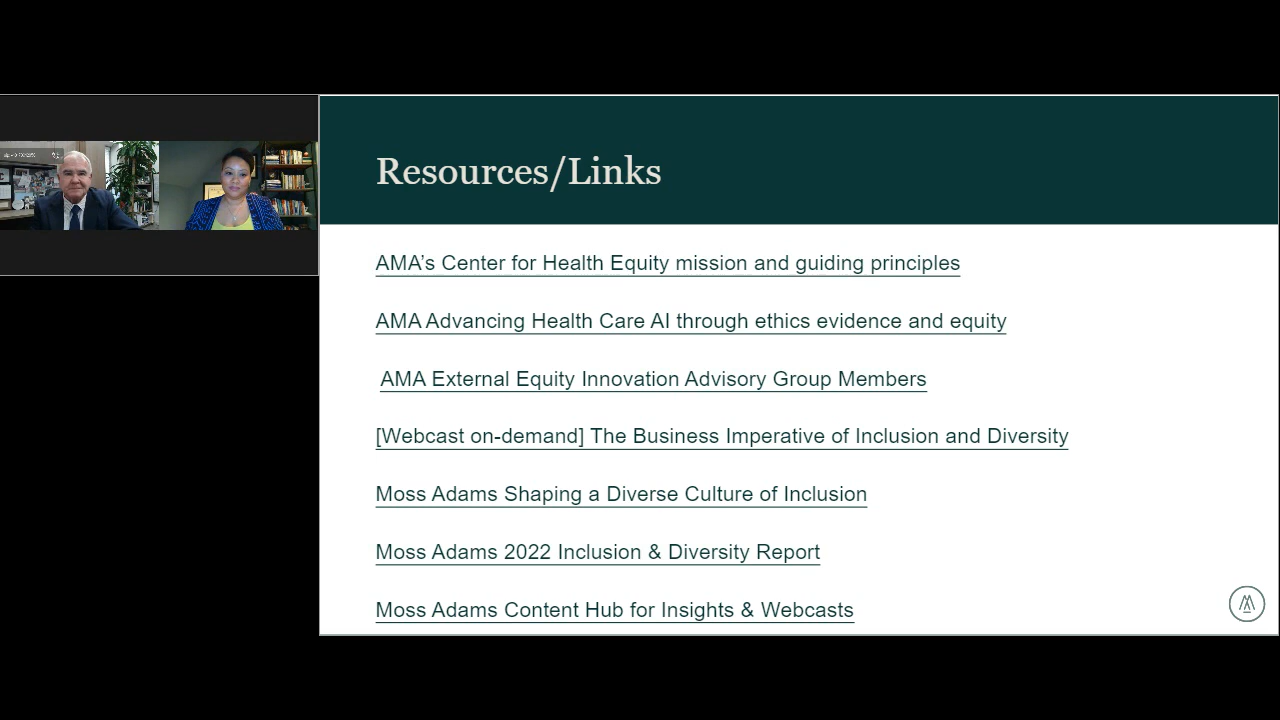 Resources/Links
AMA’s Center for Health Equity mission and guiding principles
AMA Advancing Health Care AI through ethics evidence and equity
AMA External Equity Innovation Advisory Group Members
[Webcast on-demand] The Business Imperative of Inclusion and Diversity
Moss Adams Shaping a Diverse Culture of Inclusion
Moss Adams 2022 Inclusion & Diversity Report
Moss Adams Content Hub for Insights & Webcasts